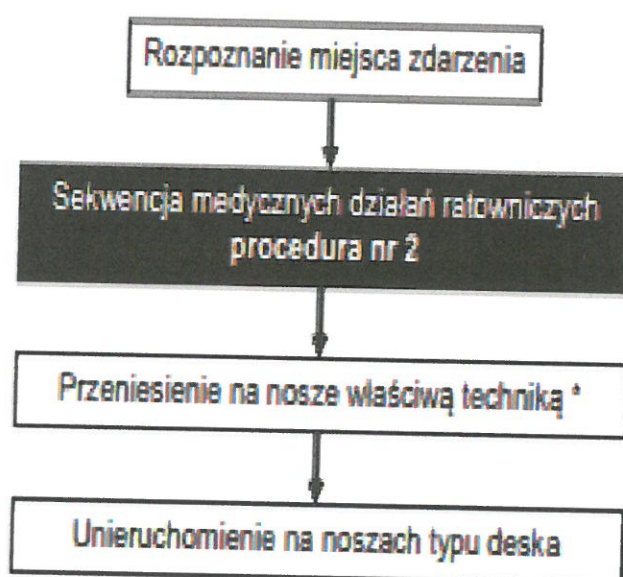 Rozpoznanie miejsca zdarzenia
Sekwencja medycznych działań ratowniczych
procedura nr 2
Przeniesienie na nosze właściwą techniką *
Unieruchomienie na noszach typu deska